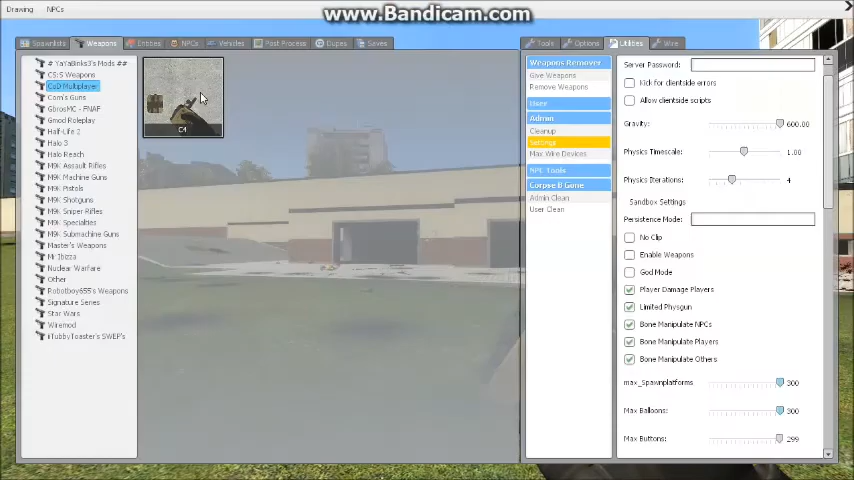 www.Bandicam.com
Drawing NPCs
Spawnlists Weapons Entities NPCs Vehicles Post Process Dupes Saves
Tools Options Utilities Wire
# YaYaBinks3's Mods ##
CS:S Weapons
CoD Multiplayer
Corn's Guns
GbrosMC - FNAF
Gmod Roleplay
Half-Life 2
Halo 3
Halo Reach
M9K Assault Rifles
M9K Machine Guns
M9K Pistols
M9K Shotguns
M9K Sniper Rifles
M9K Specialties
M9K Submachine Guns
Master's Weapons
Mr Ibizza
Nuclear Warfare
Other
Robotboy655's Weapons
Signature Series
Star Wars
Wiremod
iTubbyToaster's SWEP's
C4
Weapons Remover
Give Weapons
Remove Weapons
User
Admin
Cleanup
Settings
Max Wire Devices
NPC Tools
Corpse B Gone
Admin Clean
User Clean
Server Password:
Kick for clientside errors
Allow clientside scripts
Gravity: 600.00
Physics Timescale: 1.00
Physics Iterations: 4
Sandbox Settings
Persistence Mode:
No Clip
Enable Weapons
God Mode
Player Damage Players
Limited Physgun
Bone Manipulate NPCs
Bone Manipulate Players
Bone Manipulate Others
max_Spawnplatforms 300
Max Balloons: 300
Max Buttons: 299